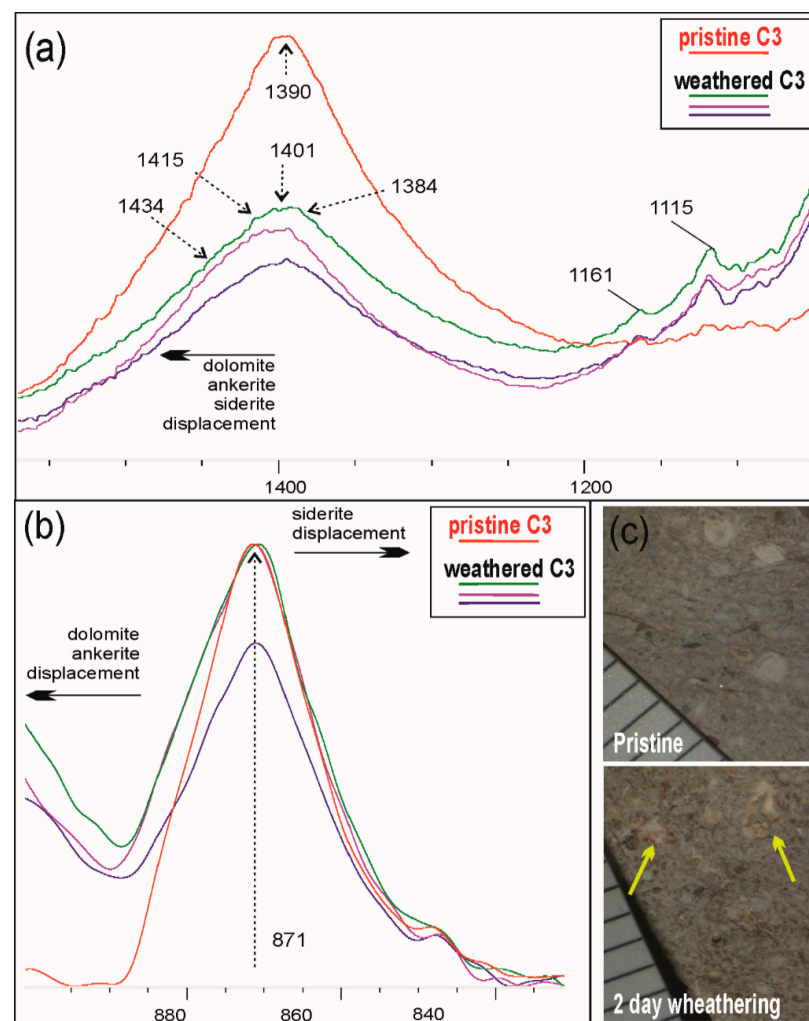 (a)
pristine C3
weathered C3
1390
1401
1415
1384
1434
1115
1161
dolomite
ankerite
siderite
displacement
1400
1200
(b)
siderite
displacement
pristine C3
weathered C3
dolomite
ankerite
displacement
871
880
860
840
(c)
Pristine
2 day wheathering